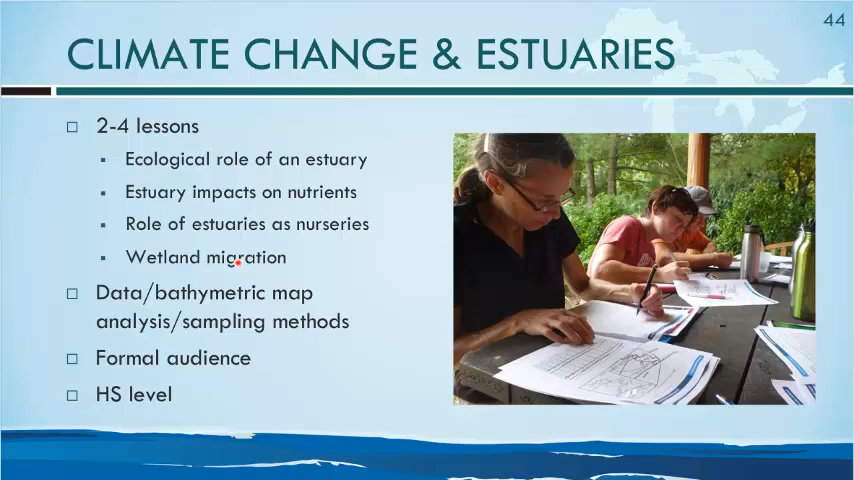 44
CLIMATE CHANGE & ESTUARIES
2-4 lessons
Ecological role of an estuary
Estuary impacts on nutrients
Role of estuaries as nurseries
Wetland migration
Data/bathymetric map
analysis/sampling methods
Formal audience
HS level